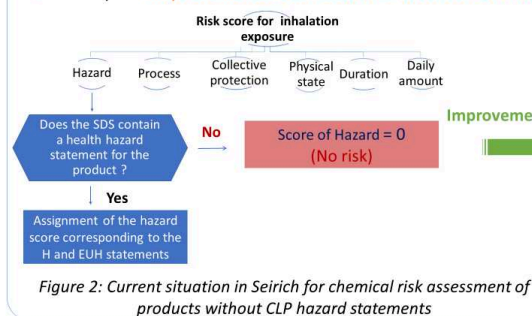 Risk score for inhalation
exposure
Hazard
Process
Collective
protection
Physical
state
Duration
Daily
amount
Does the SDS contain
a health hazard
statement for the
product ?
No
Score of Hazard = 0
(No risk)
Yes
Assignment of the hazard
score corresponding to the
H and EUH statements
Figure 2: Current situation in Seirich for chemical risk assessment of
products without CLP hazard statements